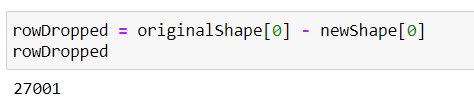 rowDropped = originalShape[0] - newShape[0]
rowDropped
27001